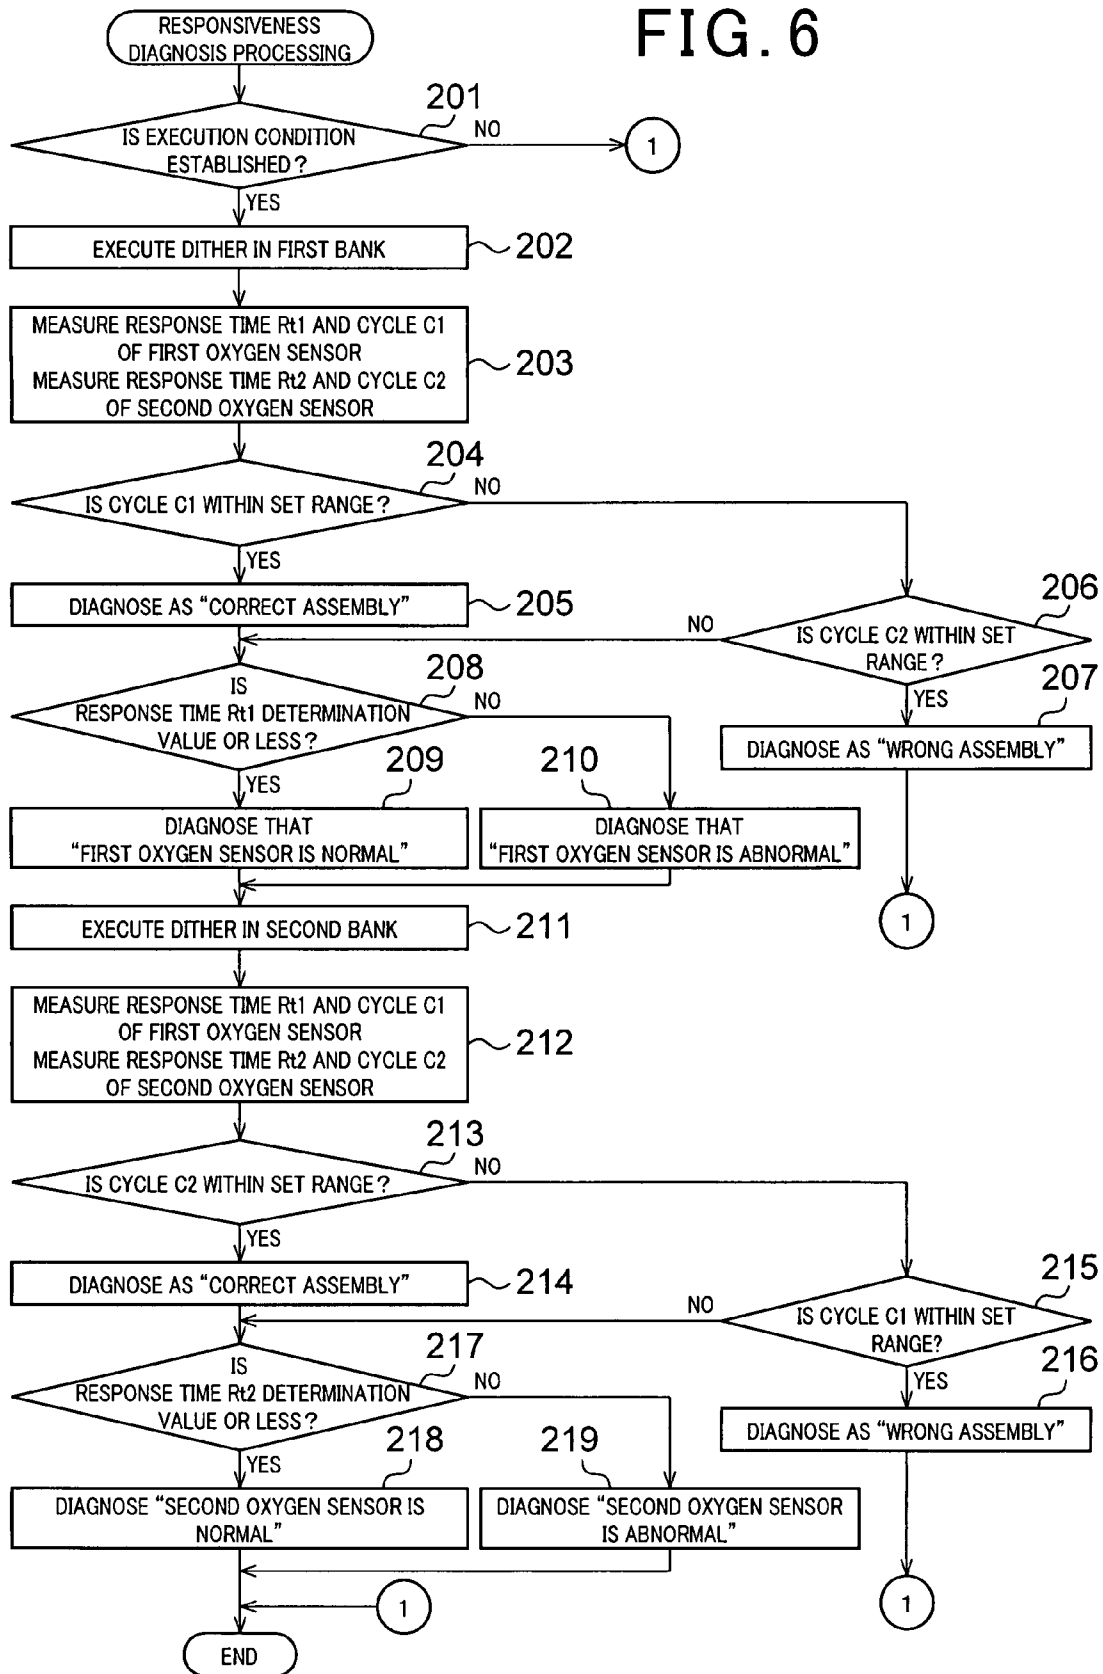 FIG. 6
RESPONSIVENESS
DIAGNOSIS PROCESSING
201
IS EXECUTION CONDITION
ESTABLISHED?
NO
1
YES
EXECUTE DITHER IN FIRST BANK
202
MEASURE RESPONSE TIME Rt1 AND CYCLE C1
OF FIRST OXYGEN SENSOR
MEASURE RESPONSE TIME Rt2 AND CYCLE C2
OF SECOND OXYGEN SENSOR
203
204
IS CYCLE C1 WITHIN SET RANGE?
NO
YES
DIAGNOSE AS “CORRECT ASSEMBLY”
205
206
IS CYCLE C2 WITHIN SET
RANGE?
NO
YES
207
DIAGNOSE AS “WRONG ASSEMBLY”
1
208
IS
RESPONSE TIME Rt1 DETERMINATION
VALUE OR LESS?
NO
YES
209
DIAGNOSE THAT
“FIRST OXYGEN SENSOR IS NORMAL”
210
DIAGNOSE THAT
“FIRST OXYGEN SENSOR IS ABNORMAL”
EXECUTE DITHER IN SECOND BANK
211
MEASURE RESPONSE TIME Rt1 AND CYCLE C1
OF FIRST OXYGEN SENSOR
MEASURE RESPONSE TIME Rt2 AND CYCLE C2
OF SECOND OXYGEN SENSOR
212
213
IS CYCLE C2 WITHIN SET RANGE?
NO
YES
DIAGNOSE AS “CORRECT ASSEMBLY”
214
215
IS CYCLE C1 WITHIN SET
RANGE?
NO
YES
216
DIAGNOSE AS “WRONG ASSEMBLY”
1
217
IS
RESPONSE TIME Rt2 DETERMINATION
VALUE OR LESS?
NO
YES
218
DIAGNOSE “SECOND OXYGEN SENSOR IS
NORMAL”
219
DIAGNOSE “SECOND OXYGEN SENSOR
IS ABNORMAL”
1
END